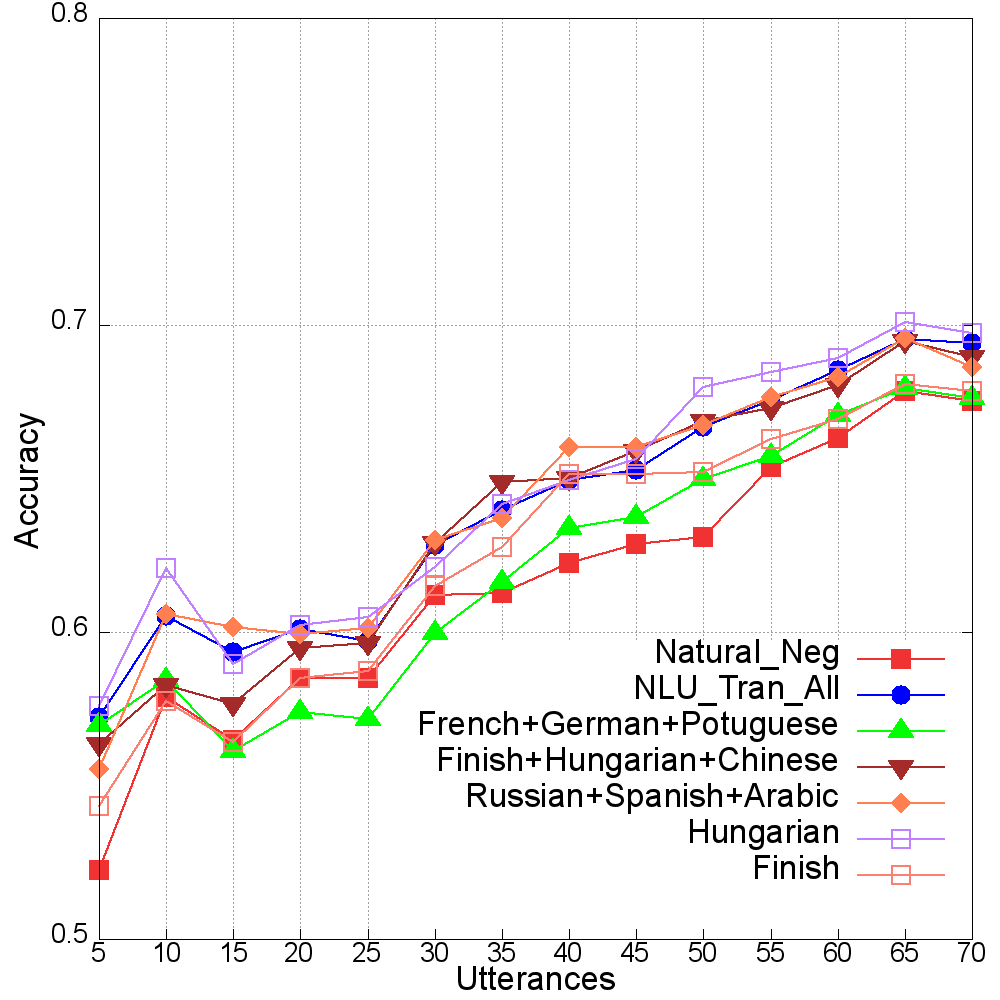 0.8
0.7
0.6
0.5
Accuracy
Natural_Neg
NLU_Tran_All
French+German+Potuguese
Finish+Hungarian+Chinese
Russian+Spanish+Arabic
Hungarian
Finish
5 10 15 20 25 30 35 40 45 50 55 60 65 70
Utterances